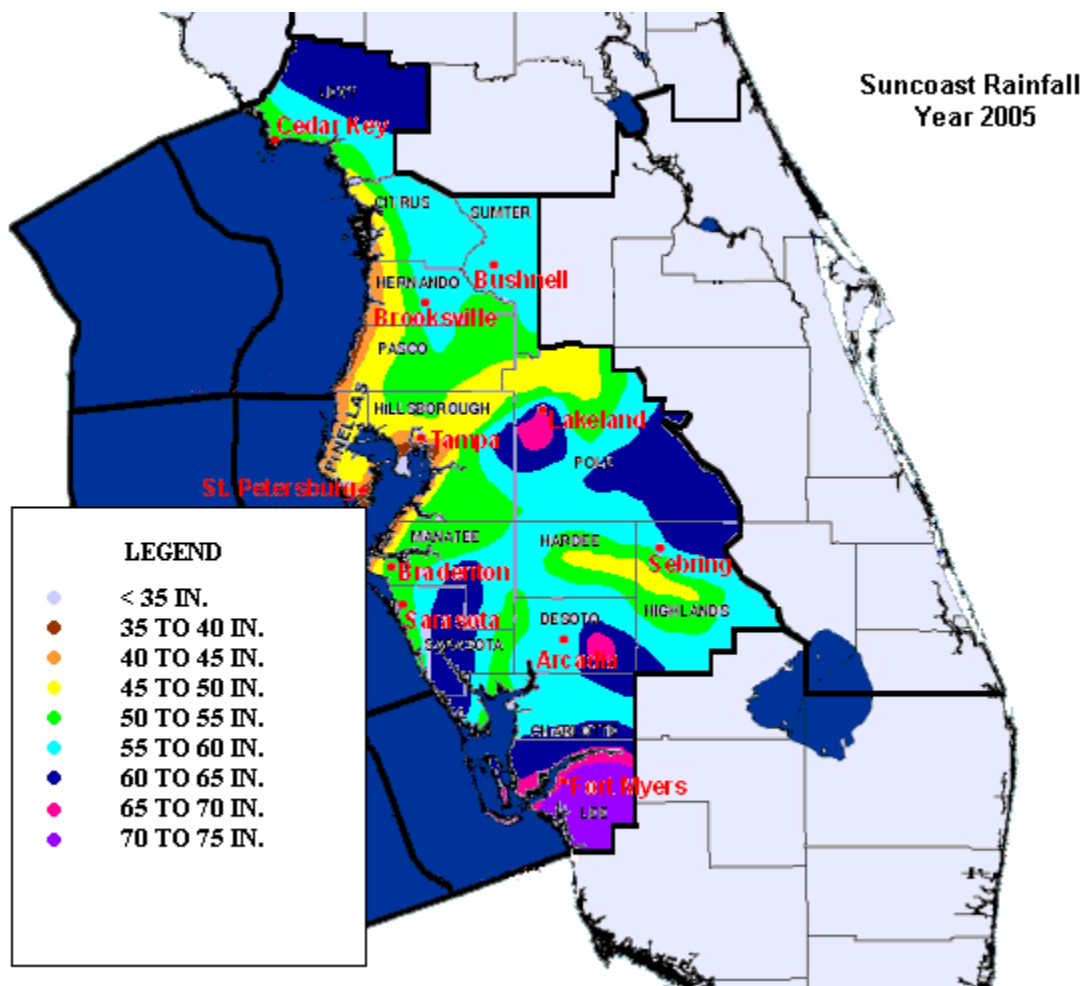 Suncoast Rainfall
Year 2005
LEVY
Cedar Key
CITRUS
SUMTER
Bushnell
HERNANDO
Brooksville
PASCO
PINELLAS
HILLSBOROUGH
Lakeland
Tampa
POLK
St. Petersburg
MANATEE
HARDEE
Sebring
Bradenton
Sarasota
DESOTO
HIGHLANDS
SARASOTA
Arcadia
CHARLOTTE
Fort Myers
LEE
LEGEND
< 35 IN.
35 TO 40 IN.
40 TO 45 IN.
45 TO 50 IN.
50 TO 55 IN.
55 TO 60 IN.
60 TO 65 IN.
65 TO 70 IN.
70 TO 75 IN.